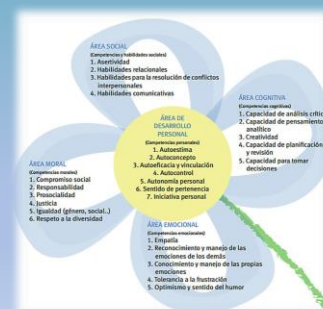 ÁREA SOCIAL
(Competencias y habilidades sociales)
1. Asertividad
2. Habilidades relacionales
3. Habilidades para la resolución de conflictos
interpersonales
4. Habilidades comunicativas
ÁREA COGNITIVA
(Competencias cognitivas)
1. Capacidad de análisis crític
2. Capacidad de pensamiento
analítico
3. Creatividad
4. Capacidad de planificación
y revisión
5. Capacidad para tomar
decisiones
ÁREA DE
DESARROLLO
PERSONAL
(Competencias personales)
1. Autoestima
2. Autoconcepto
3. Autoeficacia y vinculación
4. Autocontrol
5. Autonomía personal
6. Sentido de pertenencia
7. Iniciativa personal
ÁREA MORAL
(Competencias morales)
1. Compromiso social
2. Responsabilidad
3. Prosocialidad
4. Justicia
5. Igualdad (género, social..)
6. Respeto a la diversidad
ÁREA EMOCIONAL
(Competencias emocionales)
1. Empatía
2. Reconocimiento y manejo de las
emociones de los demás
3. Conocimiento y manejo de las propias
emociones
4. Tolerancia a la frustración
5. Optimismo y sentido del humor